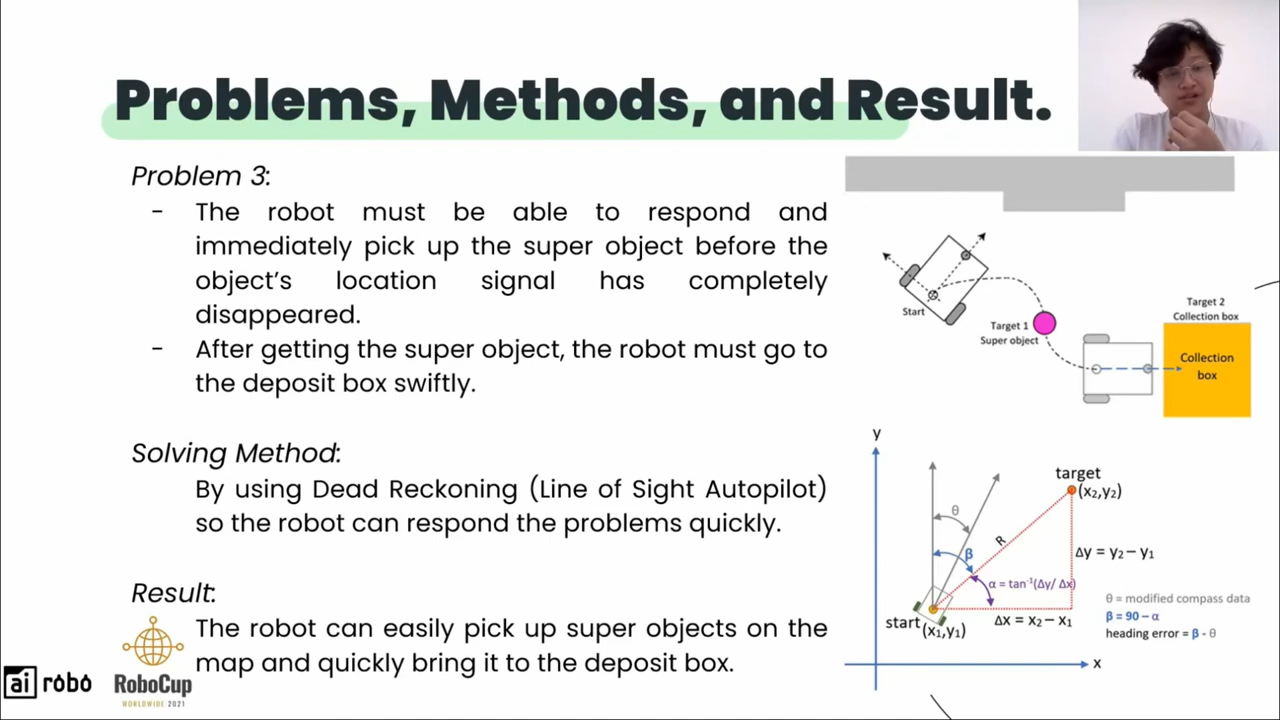 Problems, Methods, and Result.
Problem 3:
- The robot must be able to respond and
immediately pick up the super object before the
object's location signal has completely
disappeared.
- After getting the super object, the robot must go to
the deposit box swiftly.
Solving Method:
By using Dead Reckoning (Line of Sight Autopilot)
so the robot can respond the problems quickly.
Result:
The robot can easily pick up super objects on the
map and quickly bring it to the deposit box.
ai robo
RoboCup
WORLDWIDE 2021
Start
Target 1
Super object
Target 2
Collection box
Collection
box
y
target
(x₂,y₂)
θ
R
β
Δy = y₂ – y₁
α = tan⁻¹(Δy/ Δx)
θ = modified compass data
β = 90 – α
heading error = β - θ
start
(x₁,y₁)
Δx = x₂ – x₁
x